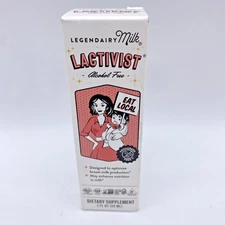 LEGENDAIRY Milk®
LACTIVIST®
Alcohol Free
EAT
LOCAL
• Designed to optimize
breast milk production*
• May enhance nutrition
in milk*
DIETARY SUPPLEMENT